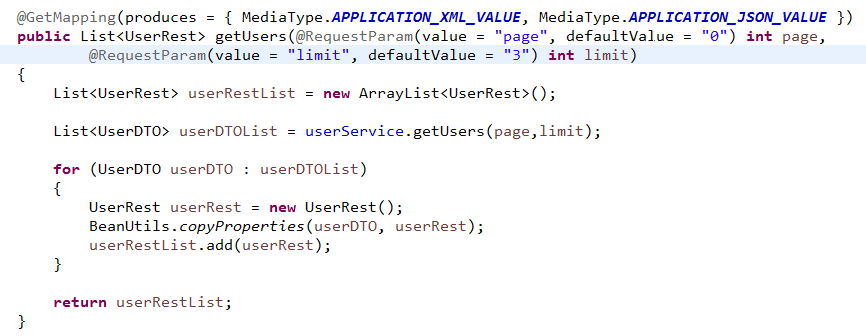 @GetMapping(produces = { MediaType.APPLICATION_XML_VALUE, MediaType.APPLICATION_JSON_VALUE })
public List<UserRest> getUsers(@RequestParam(value = "page", defaultValue = "0") int page,
        @RequestParam(value = "limit", defaultValue = "3") int limit)
{
    List<UserRest> userRestList = new ArrayList<UserRest>();

    List<UserDTO> userDTOList = userService.getUsers(page,limit);

    for (UserDTO userDTO : userDTOList)
    {
        UserRest userRest = new UserRest();
        BeanUtils.copyProperties(userDTO, userRest);
        userRestList.add(userRest);
    }

    return userRestList;
}